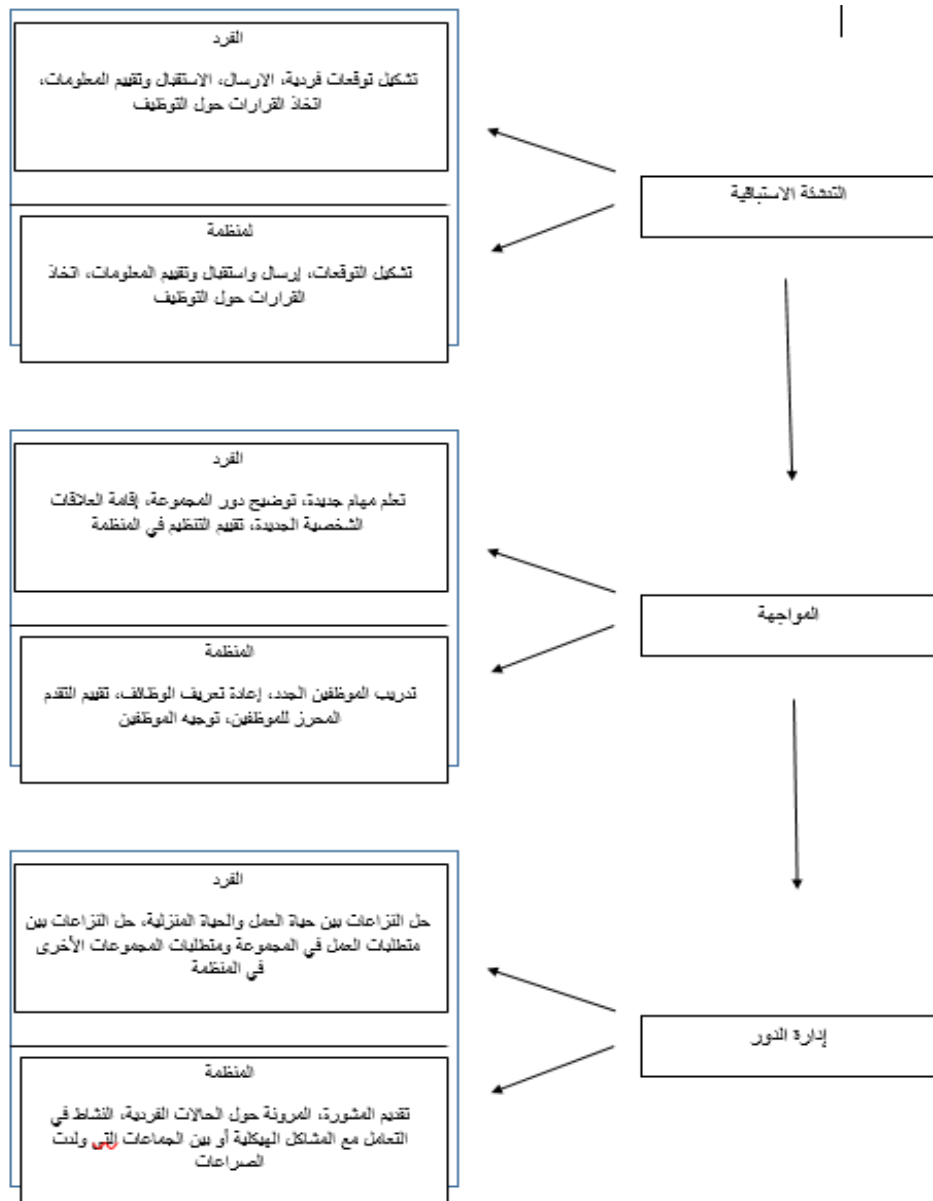 الفرد
تشكيل توقعات فردية، الارسال، الاستقبال وتقييم المعلومات،
اتخاذ القرارات حول التوظيف
التنشئة الاستباقية
لمنظمة
تشكيل التوقعات، إرسال واستقبال وتقييم المعلومات، اتخاذ
القرارات حول التوظيف
الفرد
تعلم مهام جديدة، توضيح دور المجموعة، إقامة العلاقات
الشخصية الجديدة، تقييم التنظيم في المنظمة
المواجهة
المنظمة
تدريب الموظفين الجدد، إعادة تعريف الوظائف، تقييم التقدم
المحرز للموظفين، توجيه الموظفين
الفرد
حل النزاعات بين حياة العمل والحياة المنزلية، حل النزاعات بين
متطلبات العمل في المجموعة ومتطلبات المجموعات الأخرى
في المنظمة
إدارة الدور
المنظمة
تقديم المشورة، المرونة حول الحالات الفردية، النشاط في
التعامل مع المشاكل الهيكلية أو بين الجماعات التي ولدت
الصراعات